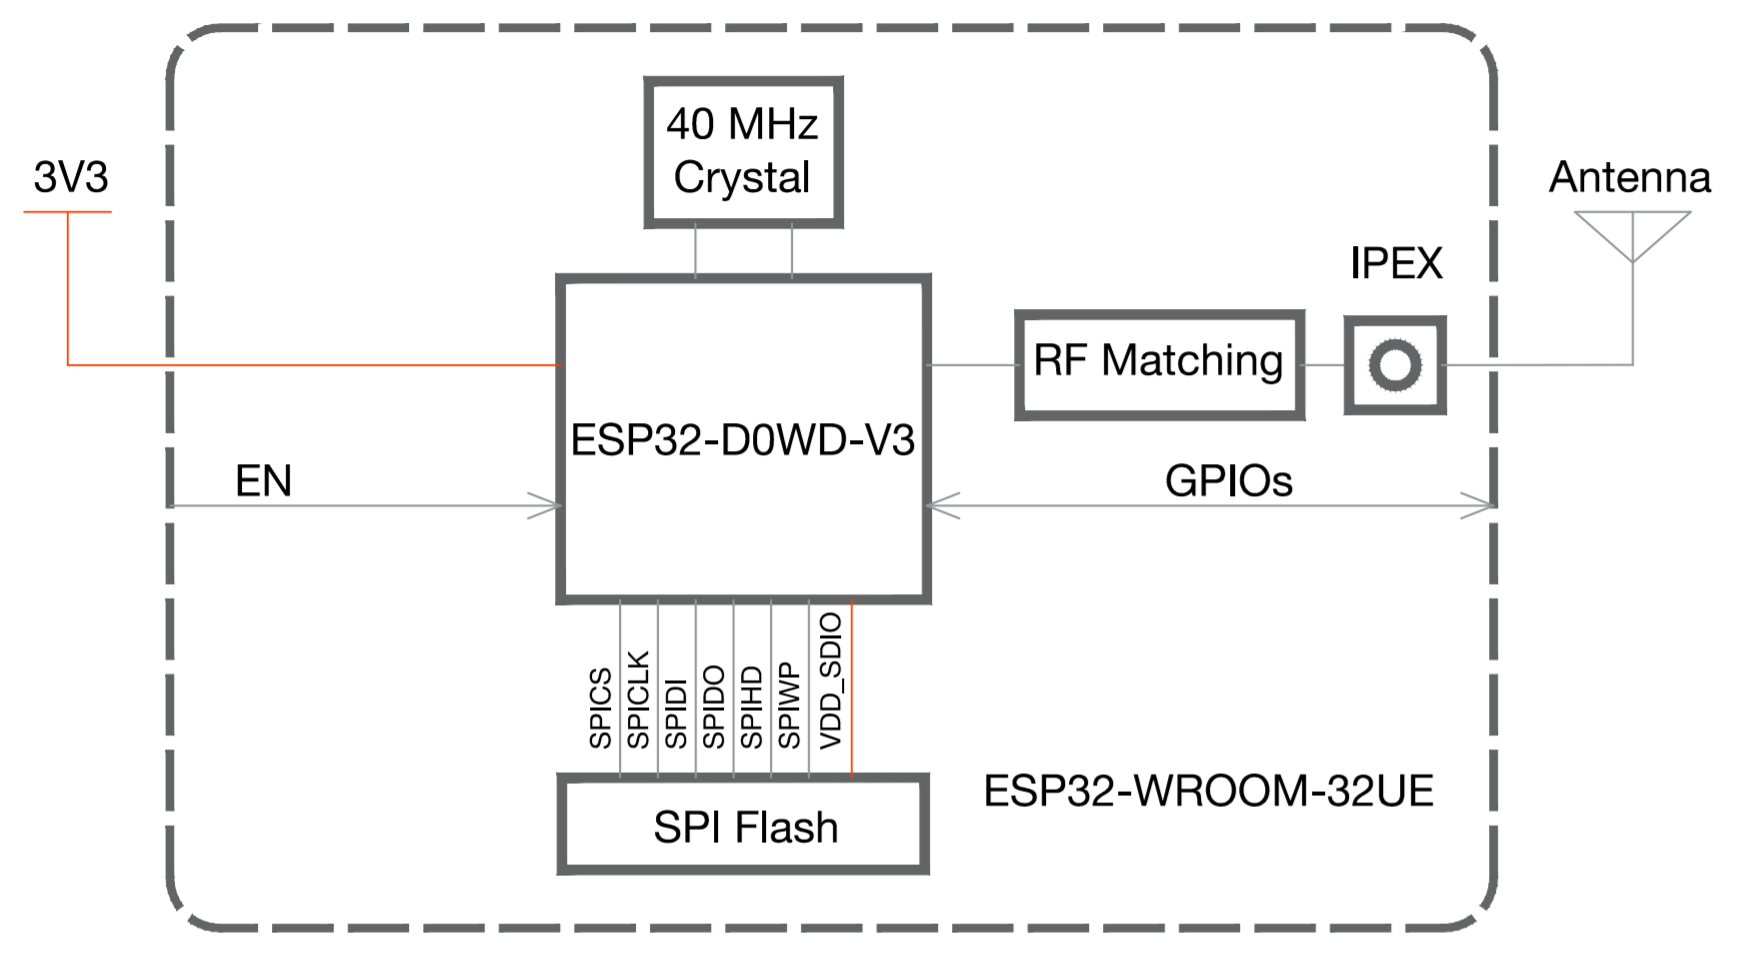 40 MHz
Crystal
3V3
Antenna
IPEX
RF Matching
ESP32-D0WD-V3
EN
GPIOs
SPICS
SPICLK
SPIDI
SPIDO
SPIHD
SPIWP
VDD_SDIO
ESP32-WROOM-32UE
SPI Flash